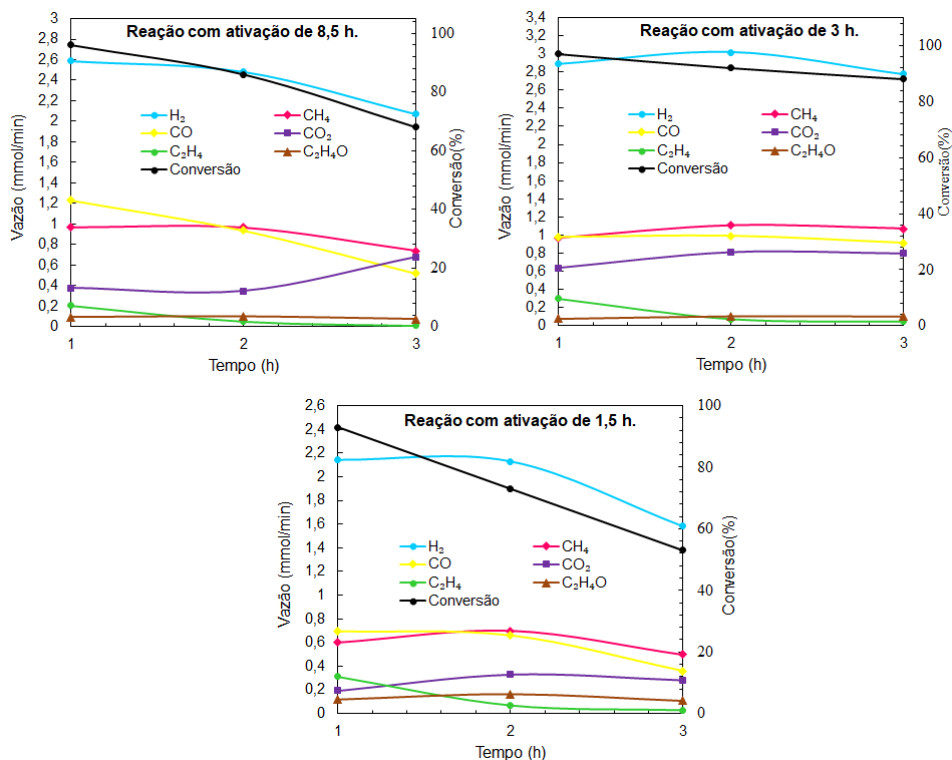 Reação com ativação de 8,5 h.
3
2,8
2,6
2,4
2,2
2
1,8
1,6
1,4
1,2
1
0,8
0,6
0,4
0,2
0
Vazão (mmol/min)
H₂
CH₄
CO
CO₂
C₂H₄
C₂H₄O
Conversão
100
80
60
40
20
0
Conversão(%)
1
2
3
Tempo (h)
Reação com ativação de 3 h.
3,4
3,2
3
2,8
2,6
2,4
2,2
2
1,8
1,6
1,4
1,2
1
0,8
0,6
0,4
0,2
0
Vazão (mmol/min)
H₂
CH₄
CO
CO₂
C₂H₄
C₂H₄O
Conversão
100
80
60
40
20
0
Conversão(%)
1
2
3
Tempo (h)
Reação com ativação de 1,5 h.
2,6
2,4
2,2
2
1,8
1,6
1,4
1,2
1
0,8
0,6
0,4
0,2
0
Vazão (mmol/min)
H₂
CH₄
CO
CO₂
C₂H₄
C₂H₄O
Conversão
100
80
60
40
20
0
Conversão(%)
1
2
3
Tempo (h)